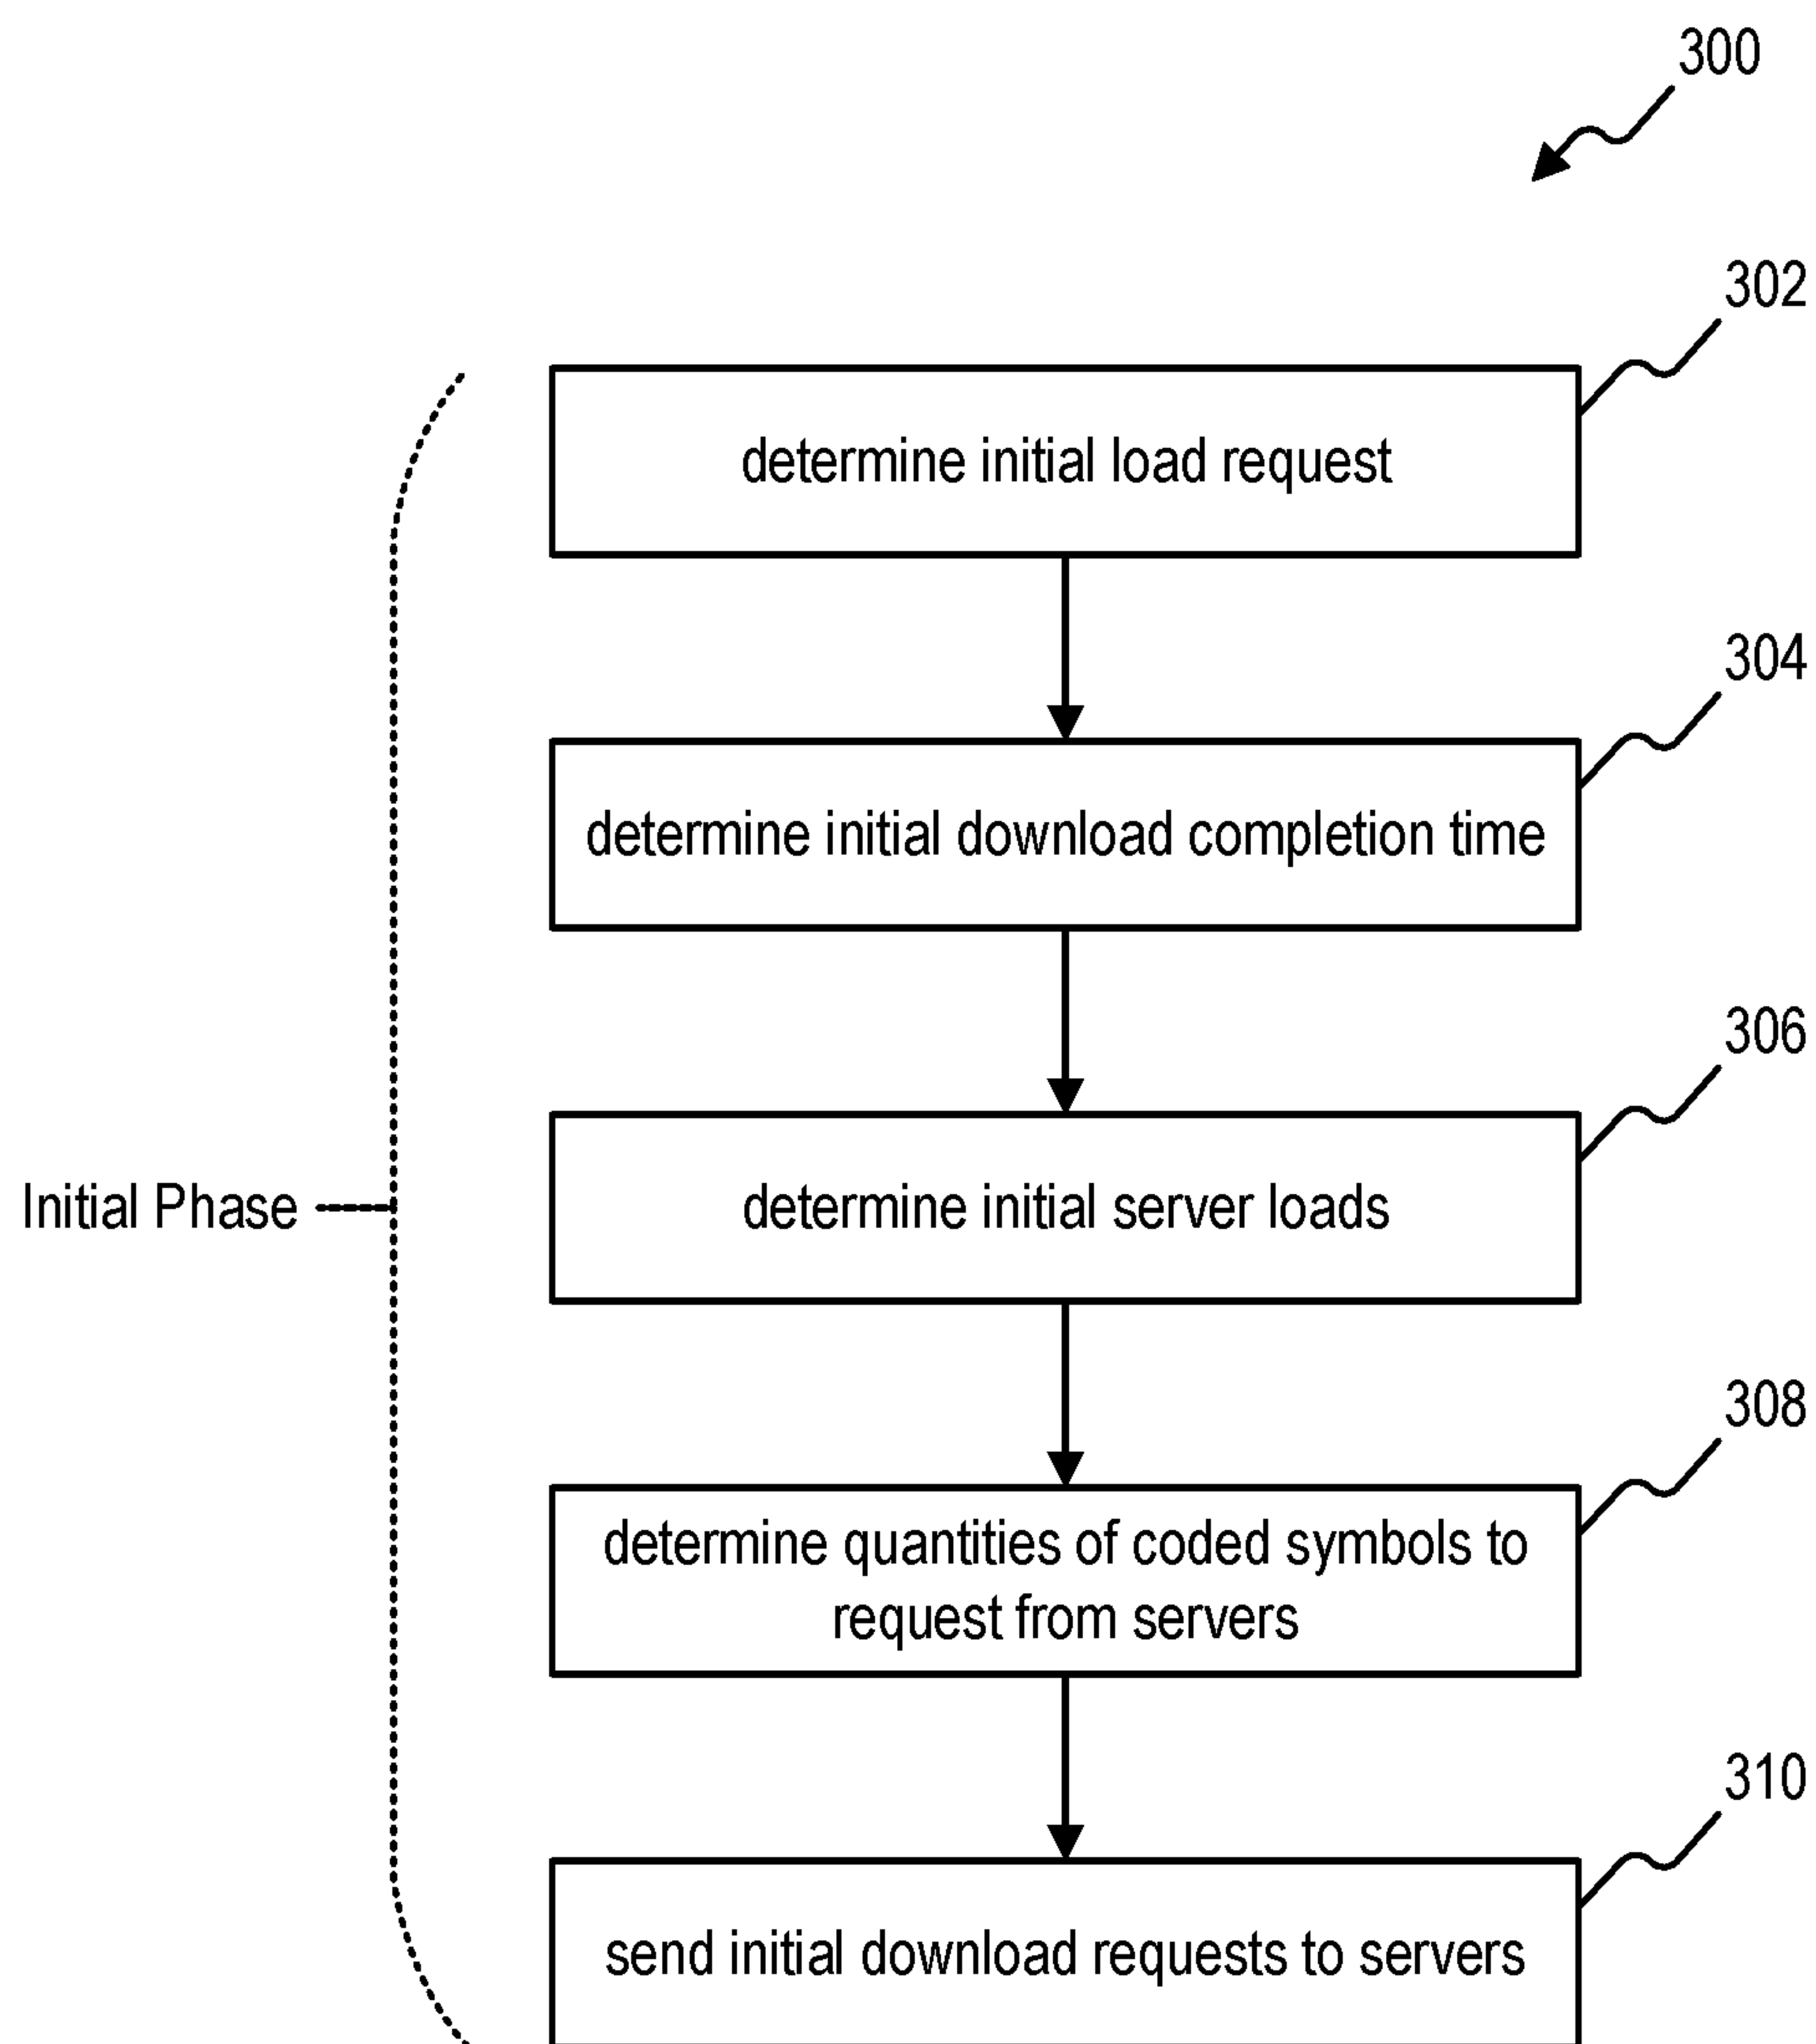 300
302
determine initial load request
304
determine initial download completion time
306
Initial Phase
determine initial server loads
308
determine quantities of coded symbols to
request from servers
310
send initial download requests to servers